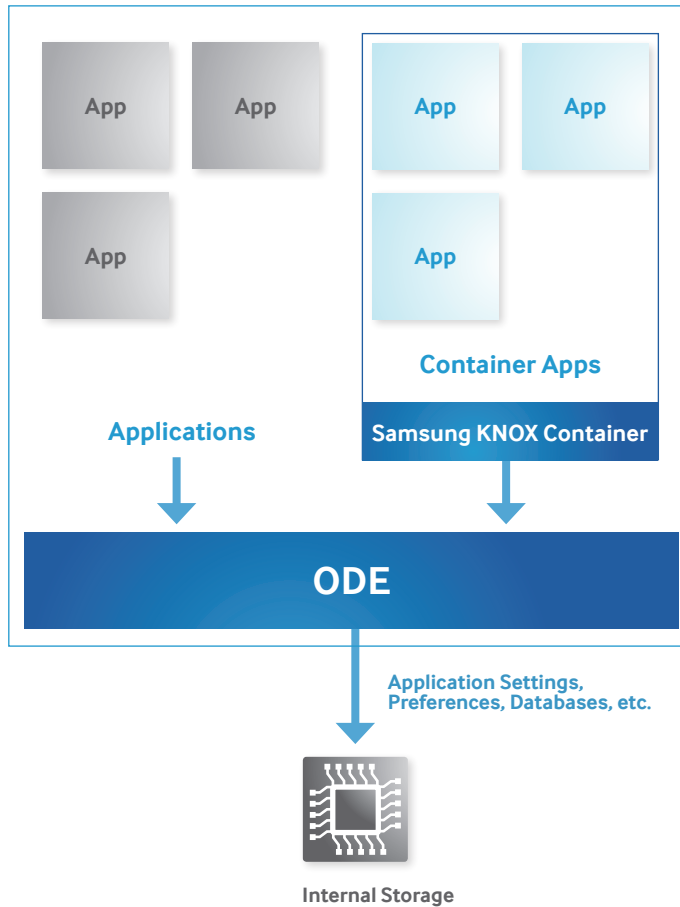 App
App
App
App
App
App
Container Apps
Applications
Samsung KNOX Container
ODE
Application Settings,
Preferences, Databases, etc.
Internal Storage